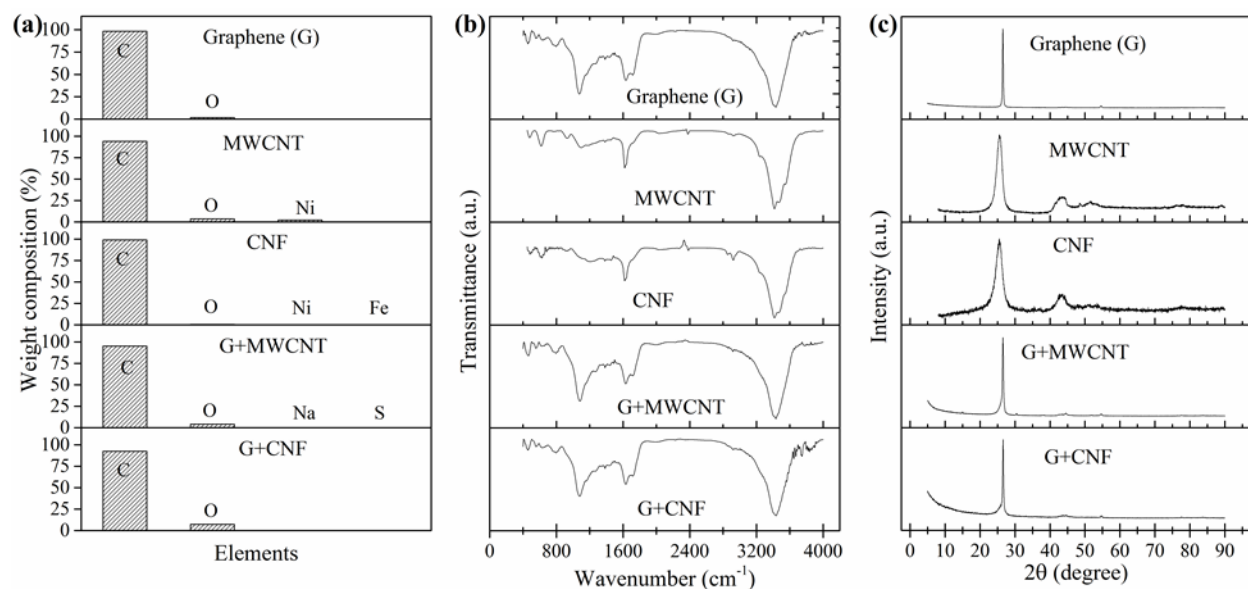 (a)
Weight composition (%)
Graphene (G)
C
O
100
75
50
25
0
MWCNT
C
O
Ni
100
75
50
25
0
CNF
C
O
Ni
Fe
100
75
50
25
0
G+MWCNT
C
O
Na
S
100
75
50
25
0
G+CNF
C
O
100
75
50
25
0
Elements
(b)
Transmittance (a.u.)
Graphene (G)
MWCNT
CNF
G+MWCNT
G+CNF
0 800 1600 2400 3200 4000
Wavenumber (cm⁻¹)
(c)
Intensity (a.u.)
Graphene (G)
MWCNT
CNF
G+MWCNT
G+CNF
0 10 20 30 40 50 60 70 80 90
2θ (degree)